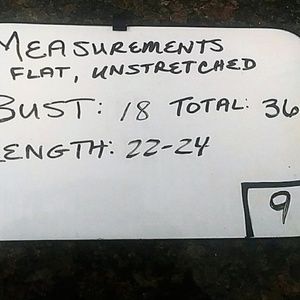 MEASUREMENTS
FLAT, UNSTRETCHED
BUST: 18 TOTAL: 36
LENGTH: 22-24
9